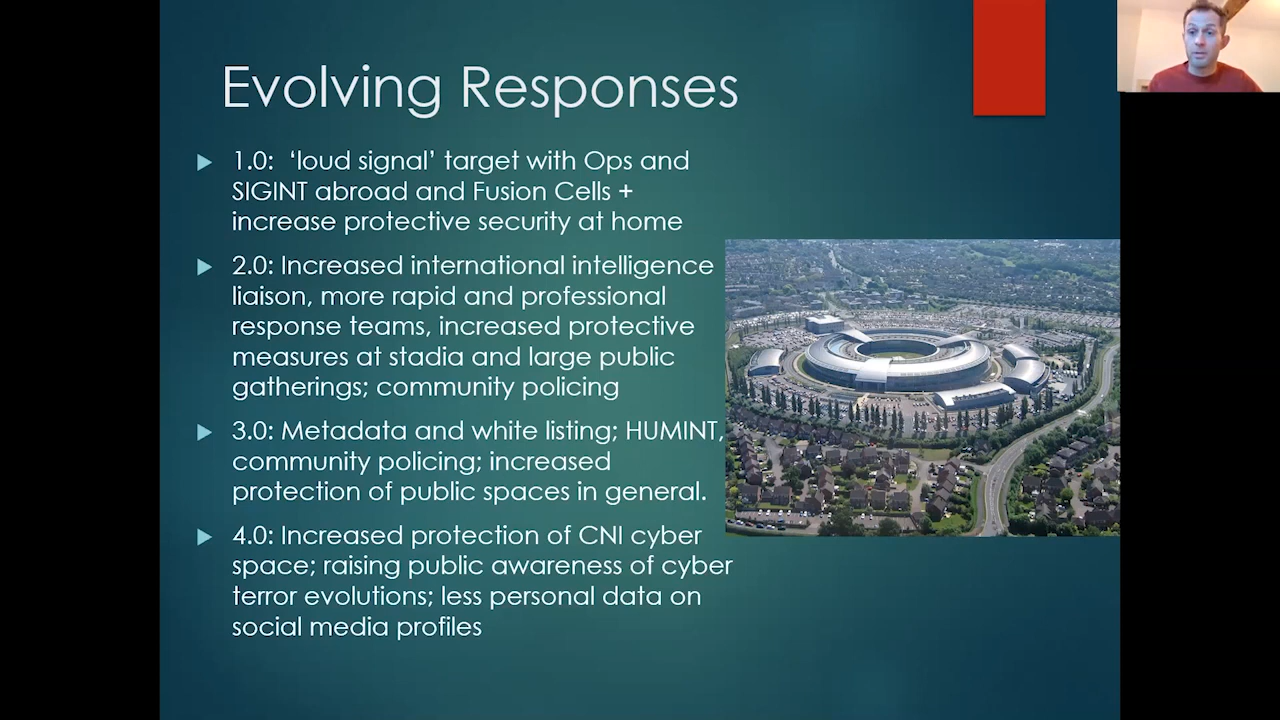 Evolving Responses
1.0:  ‘loud signal’ target with Ops and
SIGINT abroad and Fusion Cells +
increase protective security at home
2.0: Increased international intelligence
liaison, more rapid and professional
response teams, increased protective
measures at stadia and large public
gatherings; community policing
3.0: Metadata and white listing; HUMINT,
community policing; increased
protection of public spaces in general.
4.0: Increased protection of CNI cyber
space; raising public awareness of cyber
terror evolutions; less personal data on
social media profiles